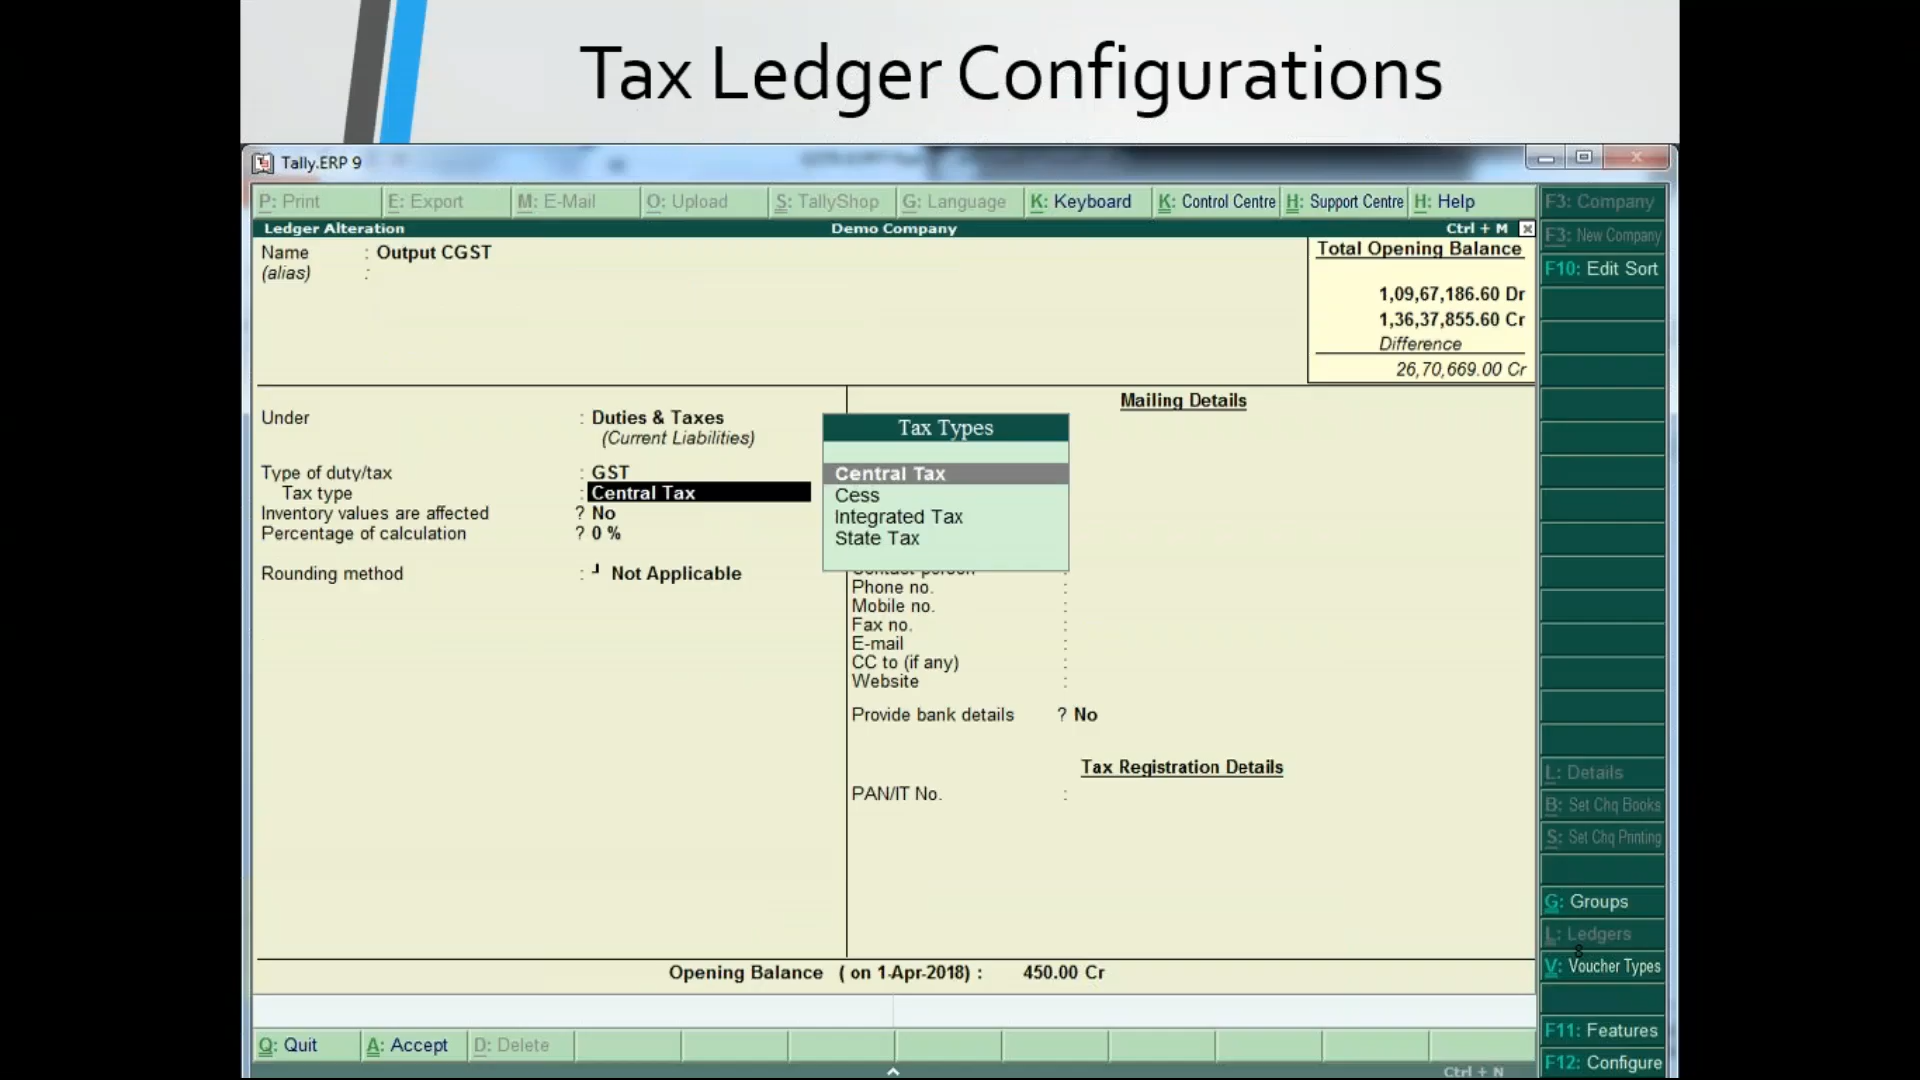 Tax Ledger Configurations
Tally.ERP 9
P: Print E: Export M: E-Mail O: Upload S: TallyShop G: Language K: Keyboard K: Control Centre H: Support Centre H: Help
F3: Company
F3: New Company
F10: Edit Sort
Ledger Alteration Demo Company Ctrl + M
Name : Output CGST
(alias) :
Total Opening Balance
1,09,67,186.60 Dr
1,36,37,855.60 Cr
Difference
26,70,669.00 Cr
Under : Duties & Taxes
(Current Liabilities)
Type of duty/tax : GST
Tax type : Central Tax
Inventory values are affected ? No
Percentage of calculation ? 0 %
Rounding method : ┘ Not Applicable
Tax Types
Central Tax
Cess
Integrated Tax
State Tax
Mailing Details
Phone no. :
Mobile no. :
Fax no. :
E-mail :
CC to (if any) :
Website :
Provide bank details ? No
Tax Registration Details
PAN/IT No. :
Opening Balance ( on 1-Apr-2018) : 450.00 Cr
L: Details
B: Set Chq Books
S: Set Chq Printing
G: Groups
L: Ledgers
8
V: Voucher Types
F11: Features
F12: Configure
Q: Quit A: Accept D: Delete
Ctrl + N